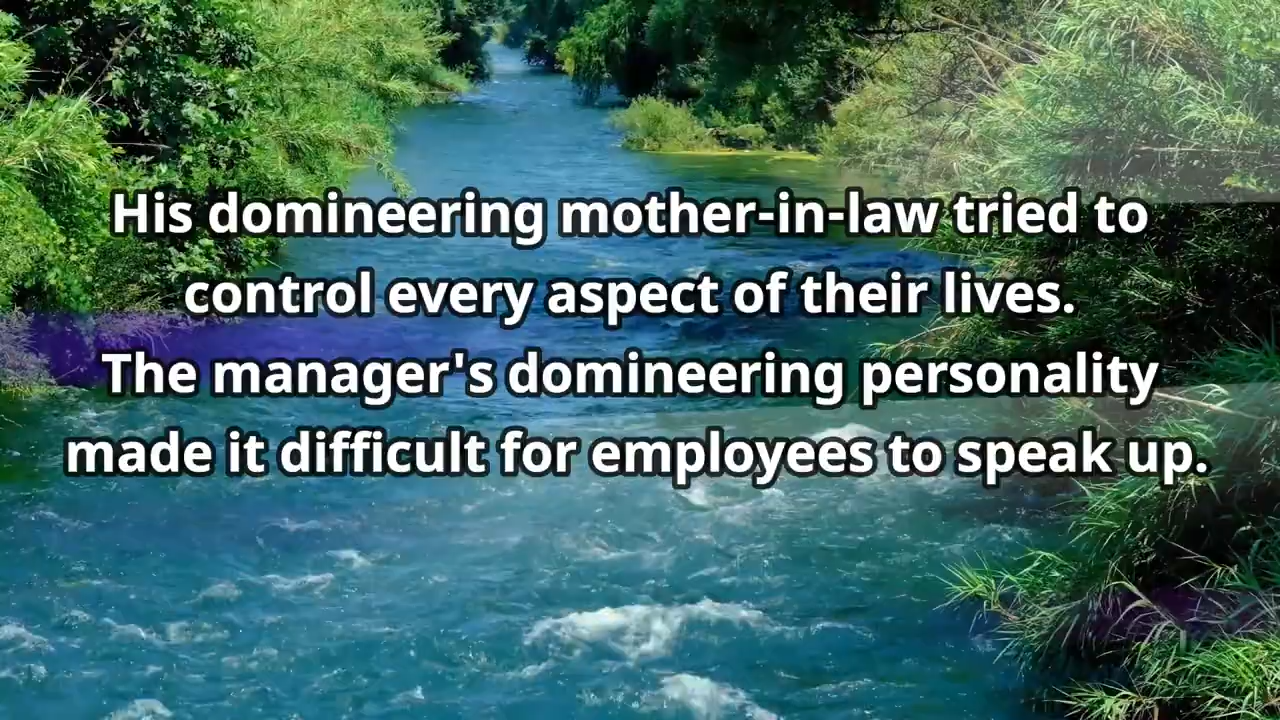 His domineering mother-in-law tried to
control every aspect of their lives.
The manager's domineering personality
made it difficult for employees to speak up.